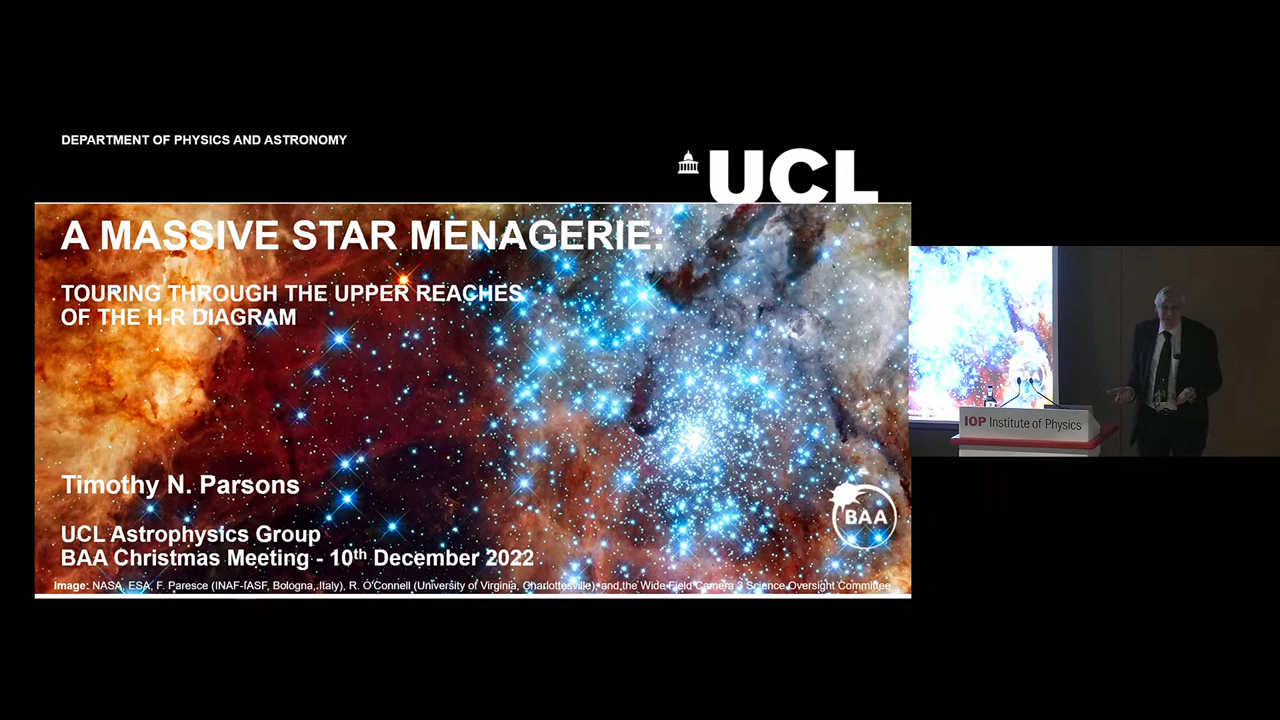 DEPARTMENT OF PHYSICS AND ASTRONOMY
UCL
A MASSIVE STAR MENAGERIE:
TOURING THROUGH THE UPPER REACHES
OF THE H-R DIAGRAM
Timothy N. Parsons
UCL Astrophysics Group
BAA Christmas Meeting - 10th December 2022
BAA
Image: NASA, ESA, F. Paresce (INAF-IASF, Bologna, Italy), R. O'Connell (University of Virginia, Charlottesville), and the Wide Field Camera 3 Science Oversight Committee
IOP Institute of Physics